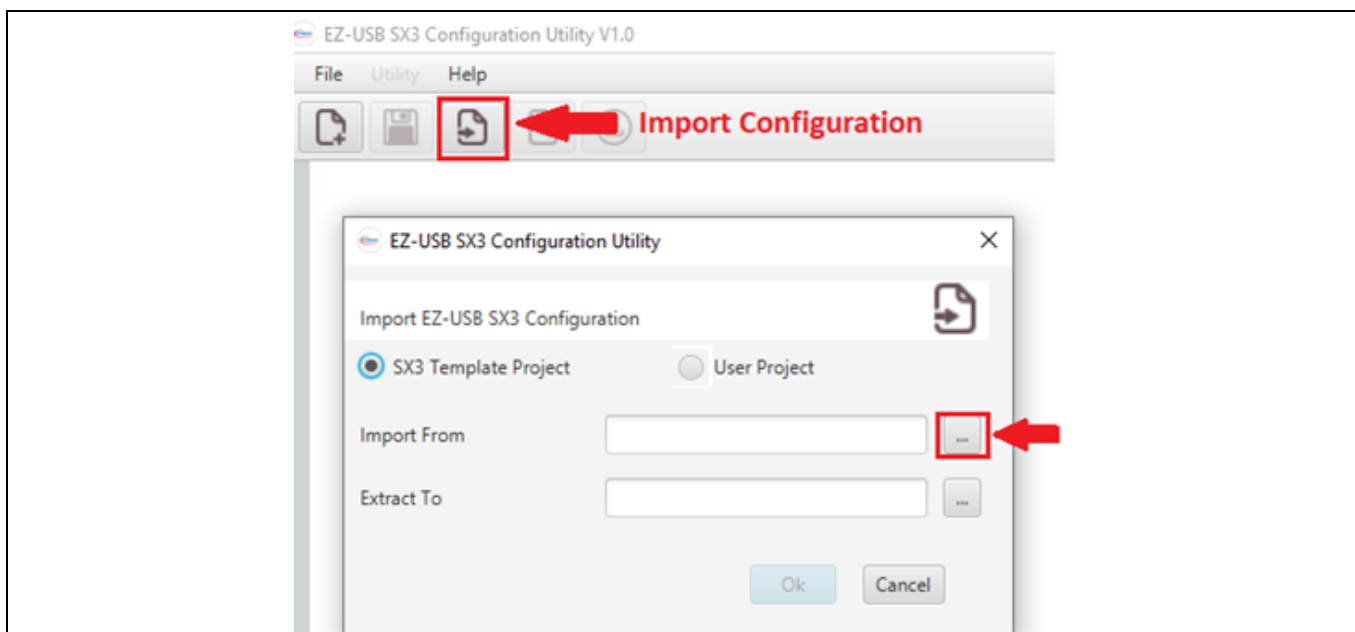 EZ-USB SX3 Configuration Utility V1.0
File Utility Help
Import Configuration
EZ-USB SX3 Configuration Utility
Import EZ-USB SX3 Configuration
SX3 Template Project User Project
Import From ...
Extract To ...
Ok Cancel